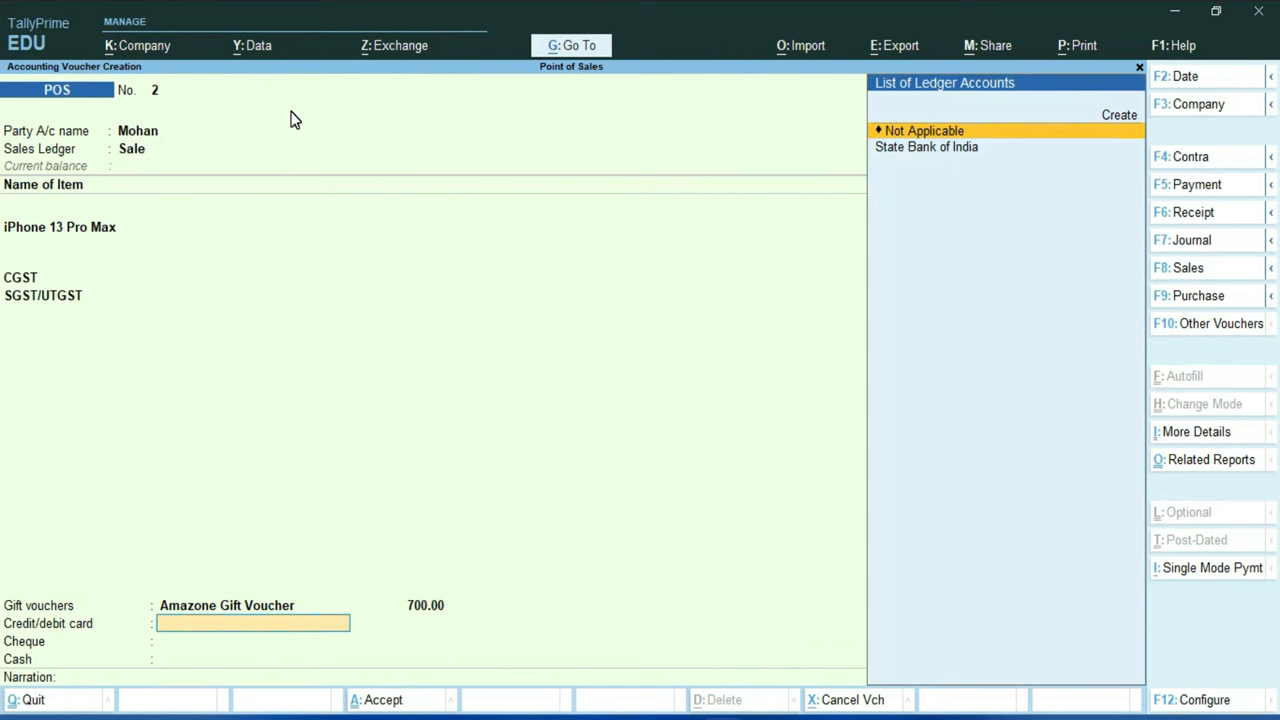 TallyPrime
EDU
MANAGE
K: Company
Y: Data
Z: Exchange
G: Go To
O: Import
E: Export
M: Share
P: Print
F1: Help
Accounting Voucher Creation
Point of Sales
POS No. 2
Party A/c name : Mohan
Sales Ledger : Sale
Current balance :
Name of Item
iPhone 13 Pro Max
CGST
SGST/UTGST
Gift vouchers : Amazone Gift Voucher 700.00
Credit/debit card :
Cheque :
Cash :
Narration:
List of Ledger Accounts
Create
♦ Not Applicable
State Bank of India
F2: Date
F3: Company
F4: Contra
F5: Payment
F6: Receipt
F7: Journal
F8: Sales
F9: Purchase
F10: Other Vouchers
F: Autofill
H: Change Mode
I: More Details
O: Related Reports
L: Optional
T: Post-Dated
I: Single Mode Pymt
Q: Quit
A: Accept
D: Delete
X: Cancel Vch
F12: Configure